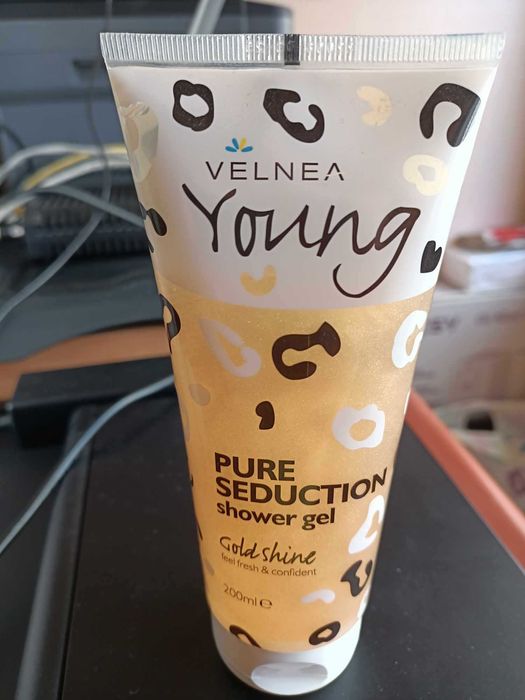 VELNEA
Young
PURE
SEDUCTION
shower gel
Gold shine
feel fresh & confident
200ml ℮